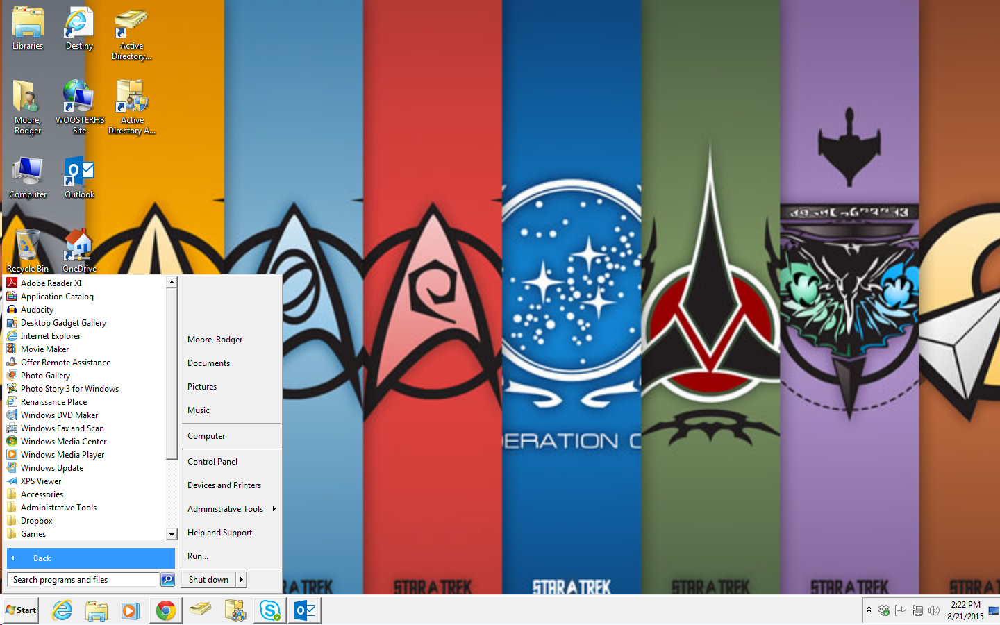 Libraries
Destiny
Active
Directory...
Moore,
Rodger
WOOSTERHS
Site
Active
Directory A...
Computer
Outlook
Recycle Bin
OneDrive
Adobe Reader XI
Application Catalog
Audacity
Desktop Gadget Gallery
Internet Explorer
Movie Maker
Offer Remote Assistance
Photo Gallery
Photo Story 3 for Windows
Renaissance Place
Windows DVD Maker
Windows Fax and Scan
Windows Media Center
Windows Media Player
Windows Update
XPS Viewer
Accessories
Administrative Tools
Dropbox
Games
Back
Search programs and files
Moore, Rodger
Documents
Pictures
Music
Computer
Control Panel
Devices and Printers
Administrative Tools
Help and Support
Run...
Shut down
DERATION
STAR TREK
STAR TREK
STAR TREK
STAR TREK
STAR TREK
Start
2:22 PM
8/21/2015